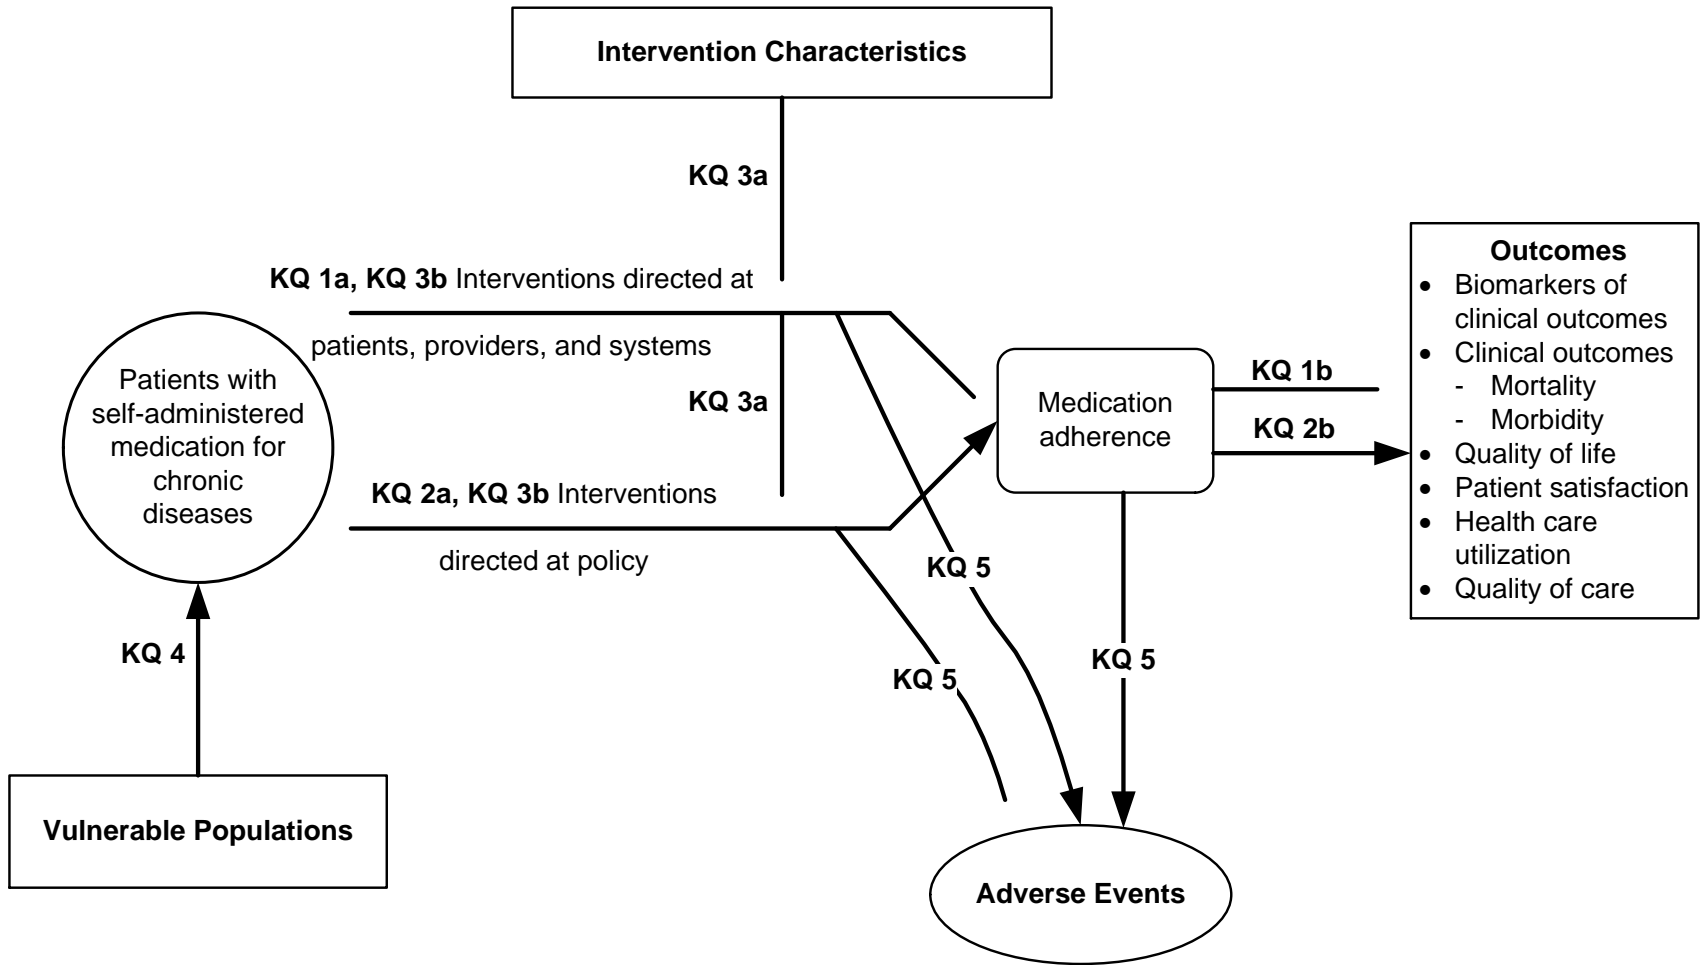 Intervention Characteristics
KQ 3a
KQ 1a, KQ 3b Interventions directed at
patients, providers, and systems
KQ 3a
Patients with
self-administered
medication for
chronic
diseases
KQ 2a, KQ 3b Interventions
directed at policy
Medication
adherence
KQ 1b
KQ 2b
Outcomes
• Biomarkers of
clinical outcomes
• Clinical outcomes
- Mortality
- Morbidity
• Quality of life
• Patient satisfaction
• Health care
utilization
• Quality of care
KQ 5
KQ 5
KQ 5
KQ 4
Vulnerable Populations
Adverse Events